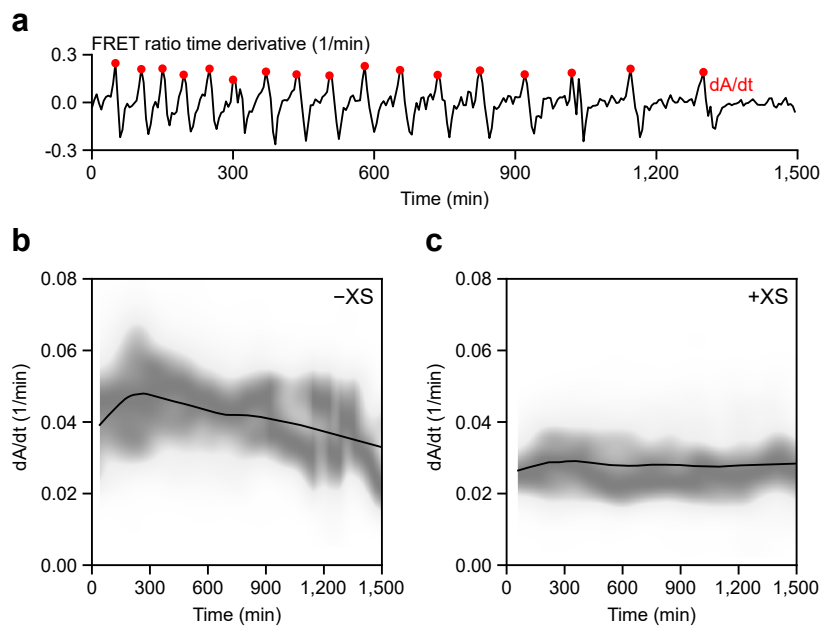 a
FRET ratio time derivative (1/min)
0.3
0.0
-0.3
dA/dt
0
300
600
900
1,200
1,500
Time (min)
b
0.08
0.06
0.04
0.02
0.00
dA/dt (1/min)
−XS
0
300
600
900
1,200
1,500
Time (min)
c
0.08
0.06
0.04
0.02
0.00
dA/dt (1/min)
+XS
0
300
600
900
1,200
1,500
Time (min)